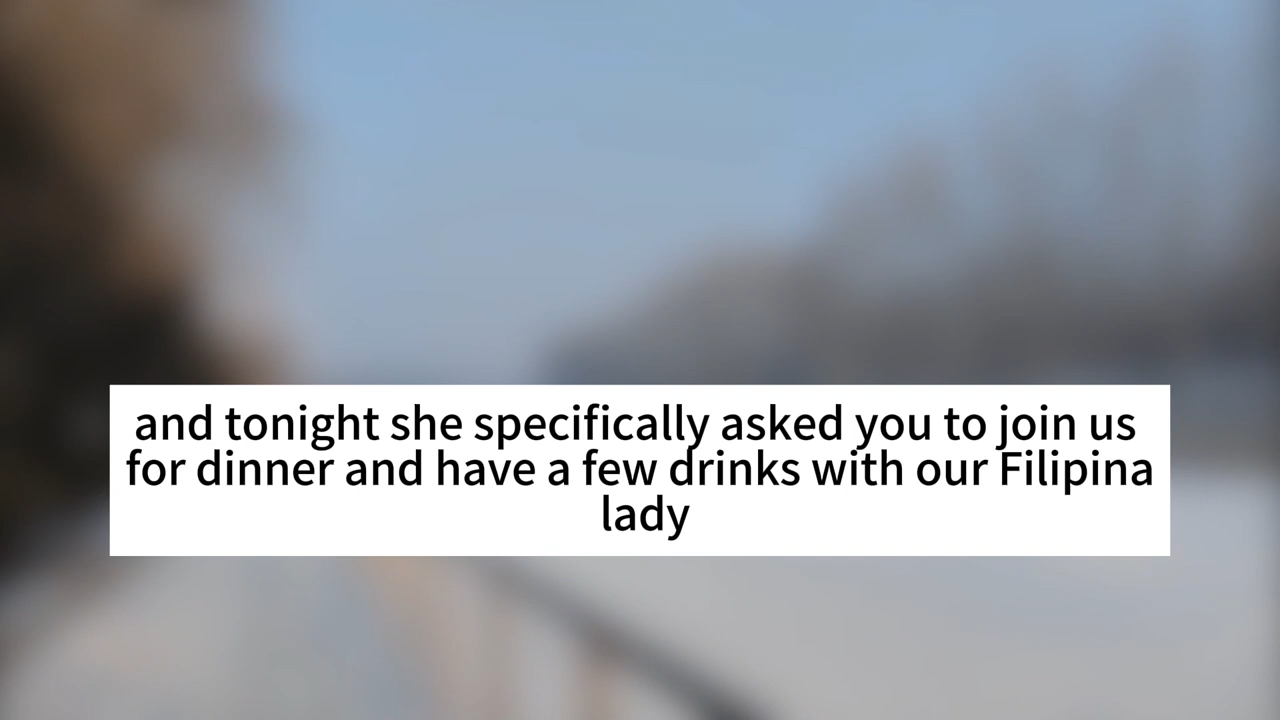 and tonight she specifically asked you to join us
for dinner and have a few drinks with our Filipina
lady